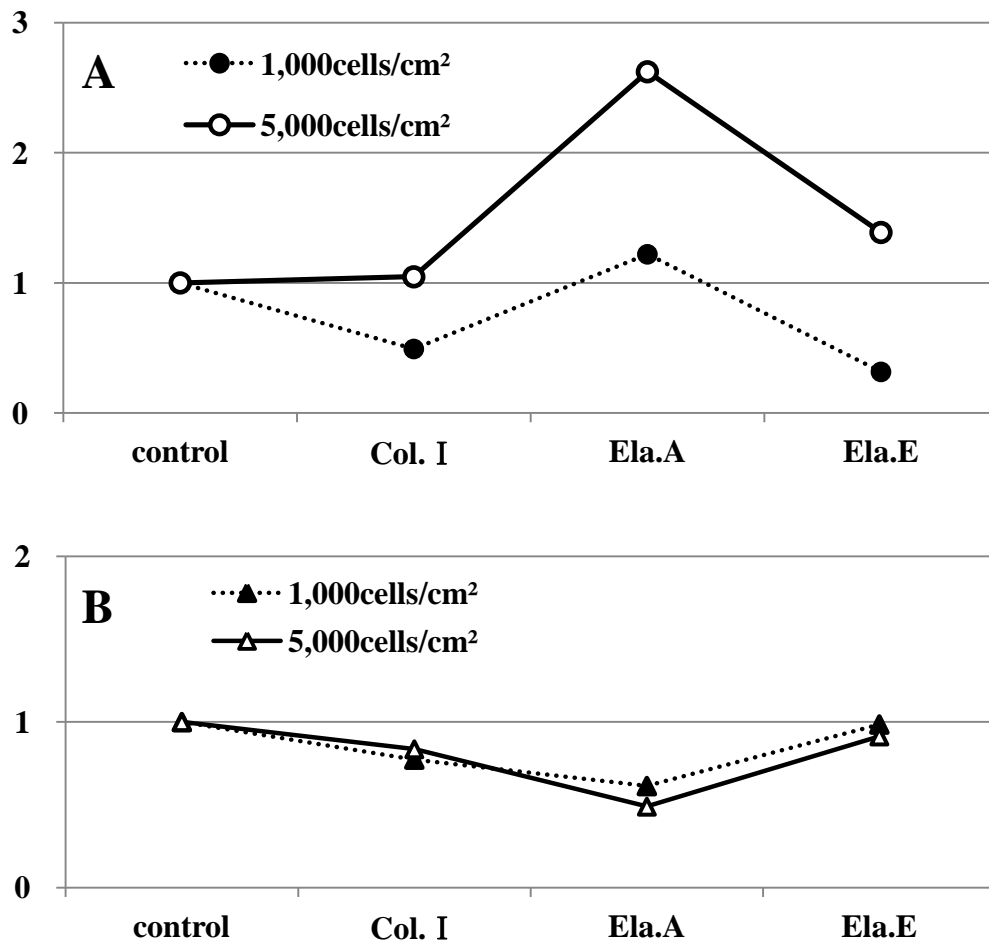 3
A
1,000cells/cm²
5,000cells/cm²
2
1
0
control Col. Ⅰ Ela.A Ela.E
2
B
1,000cells/cm²
5,000cells/cm²
1
0
control Col. Ⅰ Ela.A Ela.E